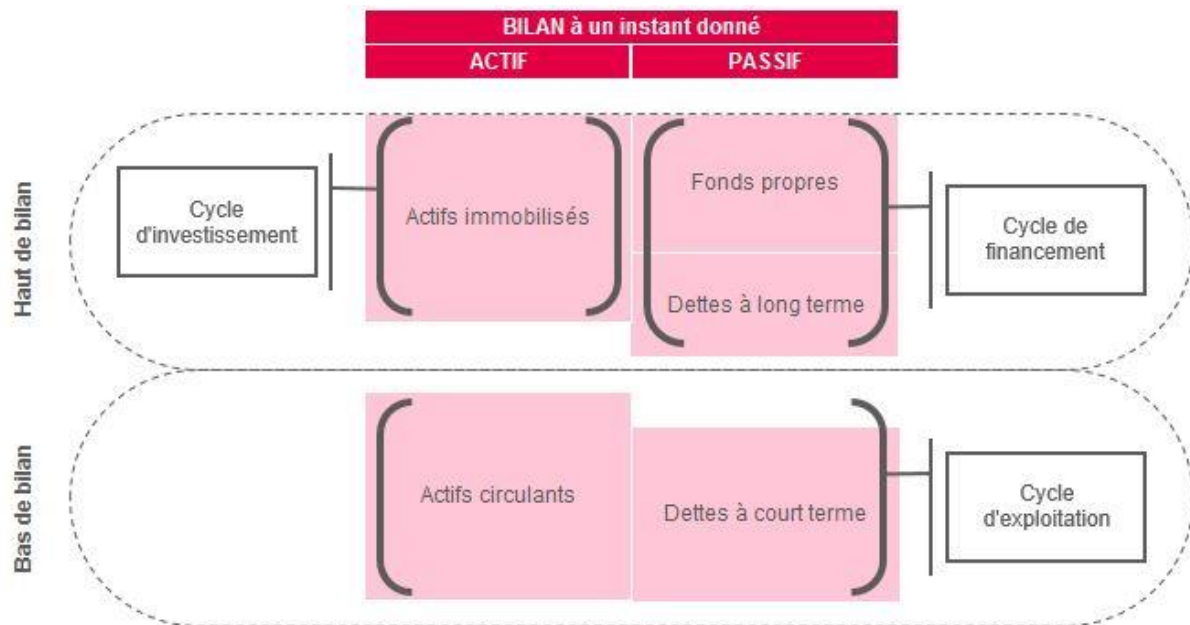 BILAN à un instant donné
ACTIF
PASSIF
Haut de bilan
Cycle
d'investissement
Actifs immobilisés
Fonds propres
Dettes à long terme
Cycle de
financement
Bas de bilan
Actifs circulants
Dettes à court terme
Cycle
d'exploitation